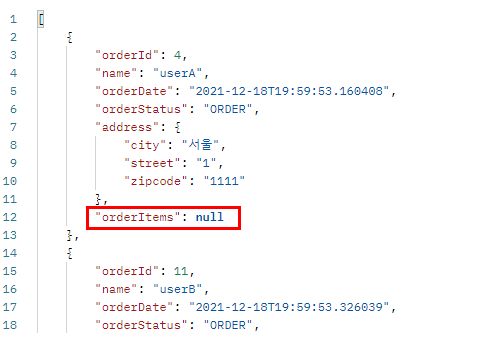 1 [
2 {
3 "orderId": 4,
4 "name": "userA",
5 "orderDate": "2021-12-18T19:59:53.160408",
6 "orderStatus": "ORDER",
7 "address": {
8 "city": "서울",
9 "street": "1",
10 "zipcode": "1111"
11 },
12 "orderItems": null
13 },
14 {
15 "orderId": 11,
16 "name": "userB",
17 "orderDate": "2021-12-18T19:59:53.326039",
18 "orderStatus": "ORDER",